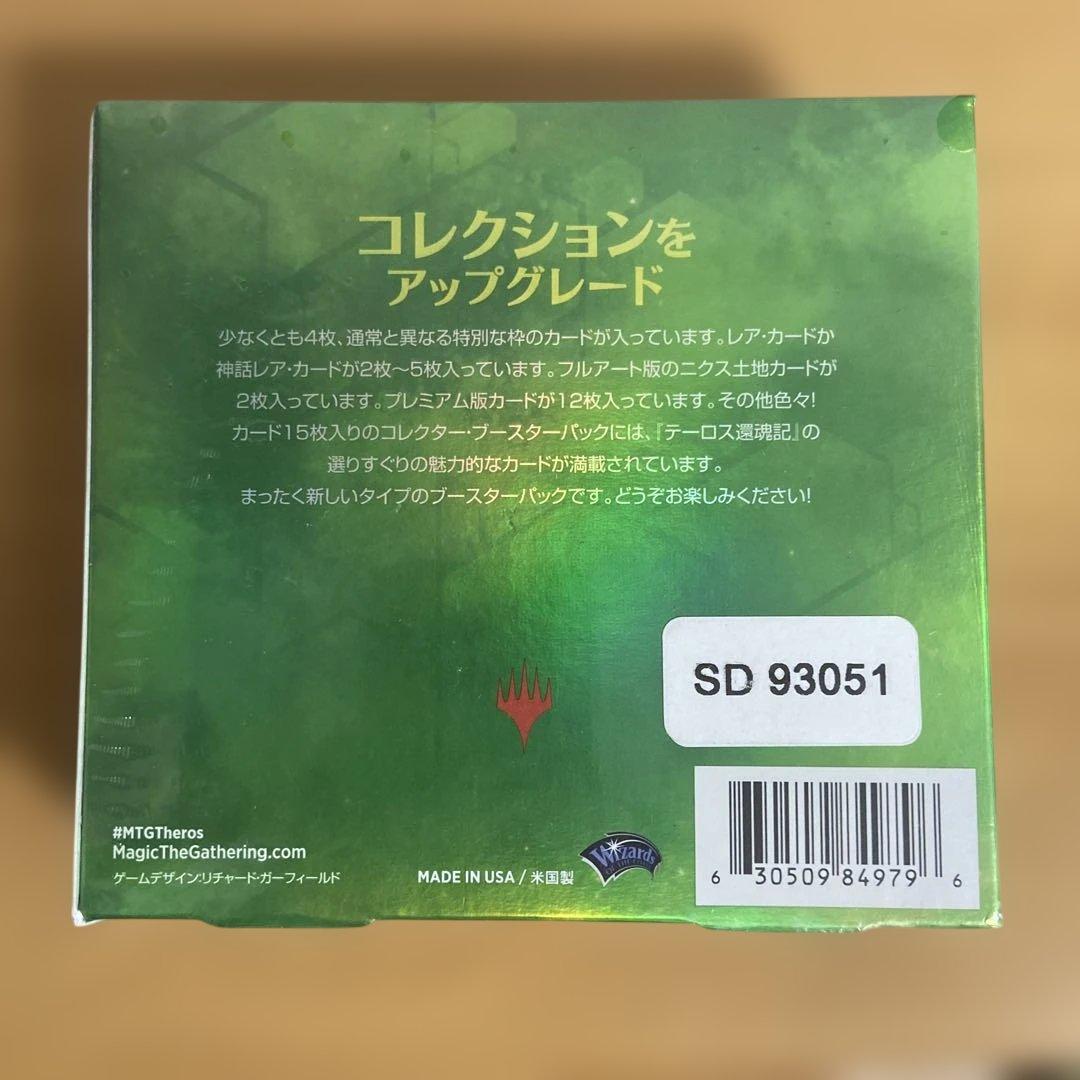 コレクションを
アップグレード
少なくとも4枚、通常と異なる特別な枠のカードが入っています。レア・カードか
神話レア・カードが2枚〜5枚入っています。フルアート版のニクス土地カードが
2枚入っています。プレミアム版カードが12枚入っています。その他色々!
カード15枚入りのコレクター・ブースターパックには、『テーロス還魂記』の
選りすぐりの魅力的なカードが満載されています。
まったく新しいタイプのブースターパックです。どうぞお楽しみください!
SD 93051
#MTGTheros
MagicTheGathering.com
ゲームデザイン:リチャード・ガーフィールド
MADE IN USA / 米国製
Wizards
OF THE COAST
6 30509 84979 6